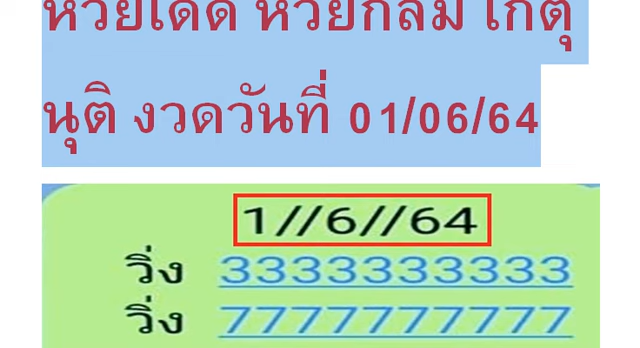 หวยเด็ด หวยกลม เกตุ
นุติ งวดวันที่ 01/06/64
1//6//64
วิ่ง 3333333333
วิ่ง 7777777777